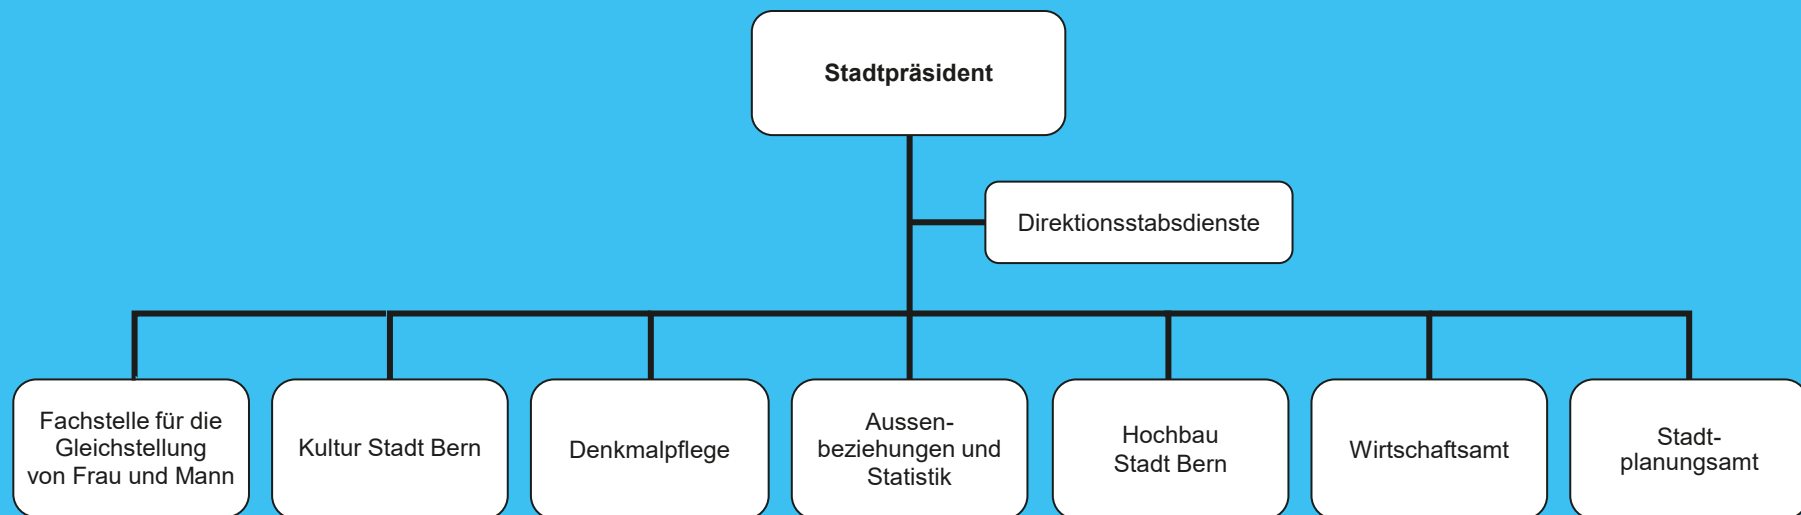 Stadtpräsident
Direktionsstabsdienste
Fachstelle für die
Gleichstellung
von Frau und Mann
Kultur Stadt Bern
Denkmalpflege
Aussen-
beziehungen und
Statistik
Hochbau
Stadt Bern
Wirtschaftsamt
Stadt-
planungsamt